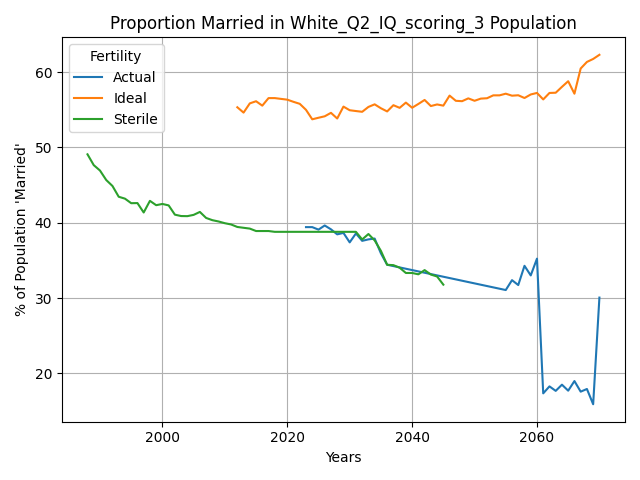 Proportion Married in White_Q2_IQ_scoring_3 Population
Fertility
Actual
Ideal
Sterile
% of Population 'Married'
60
50
40
30
20
2000
2020
2040
2060
Years